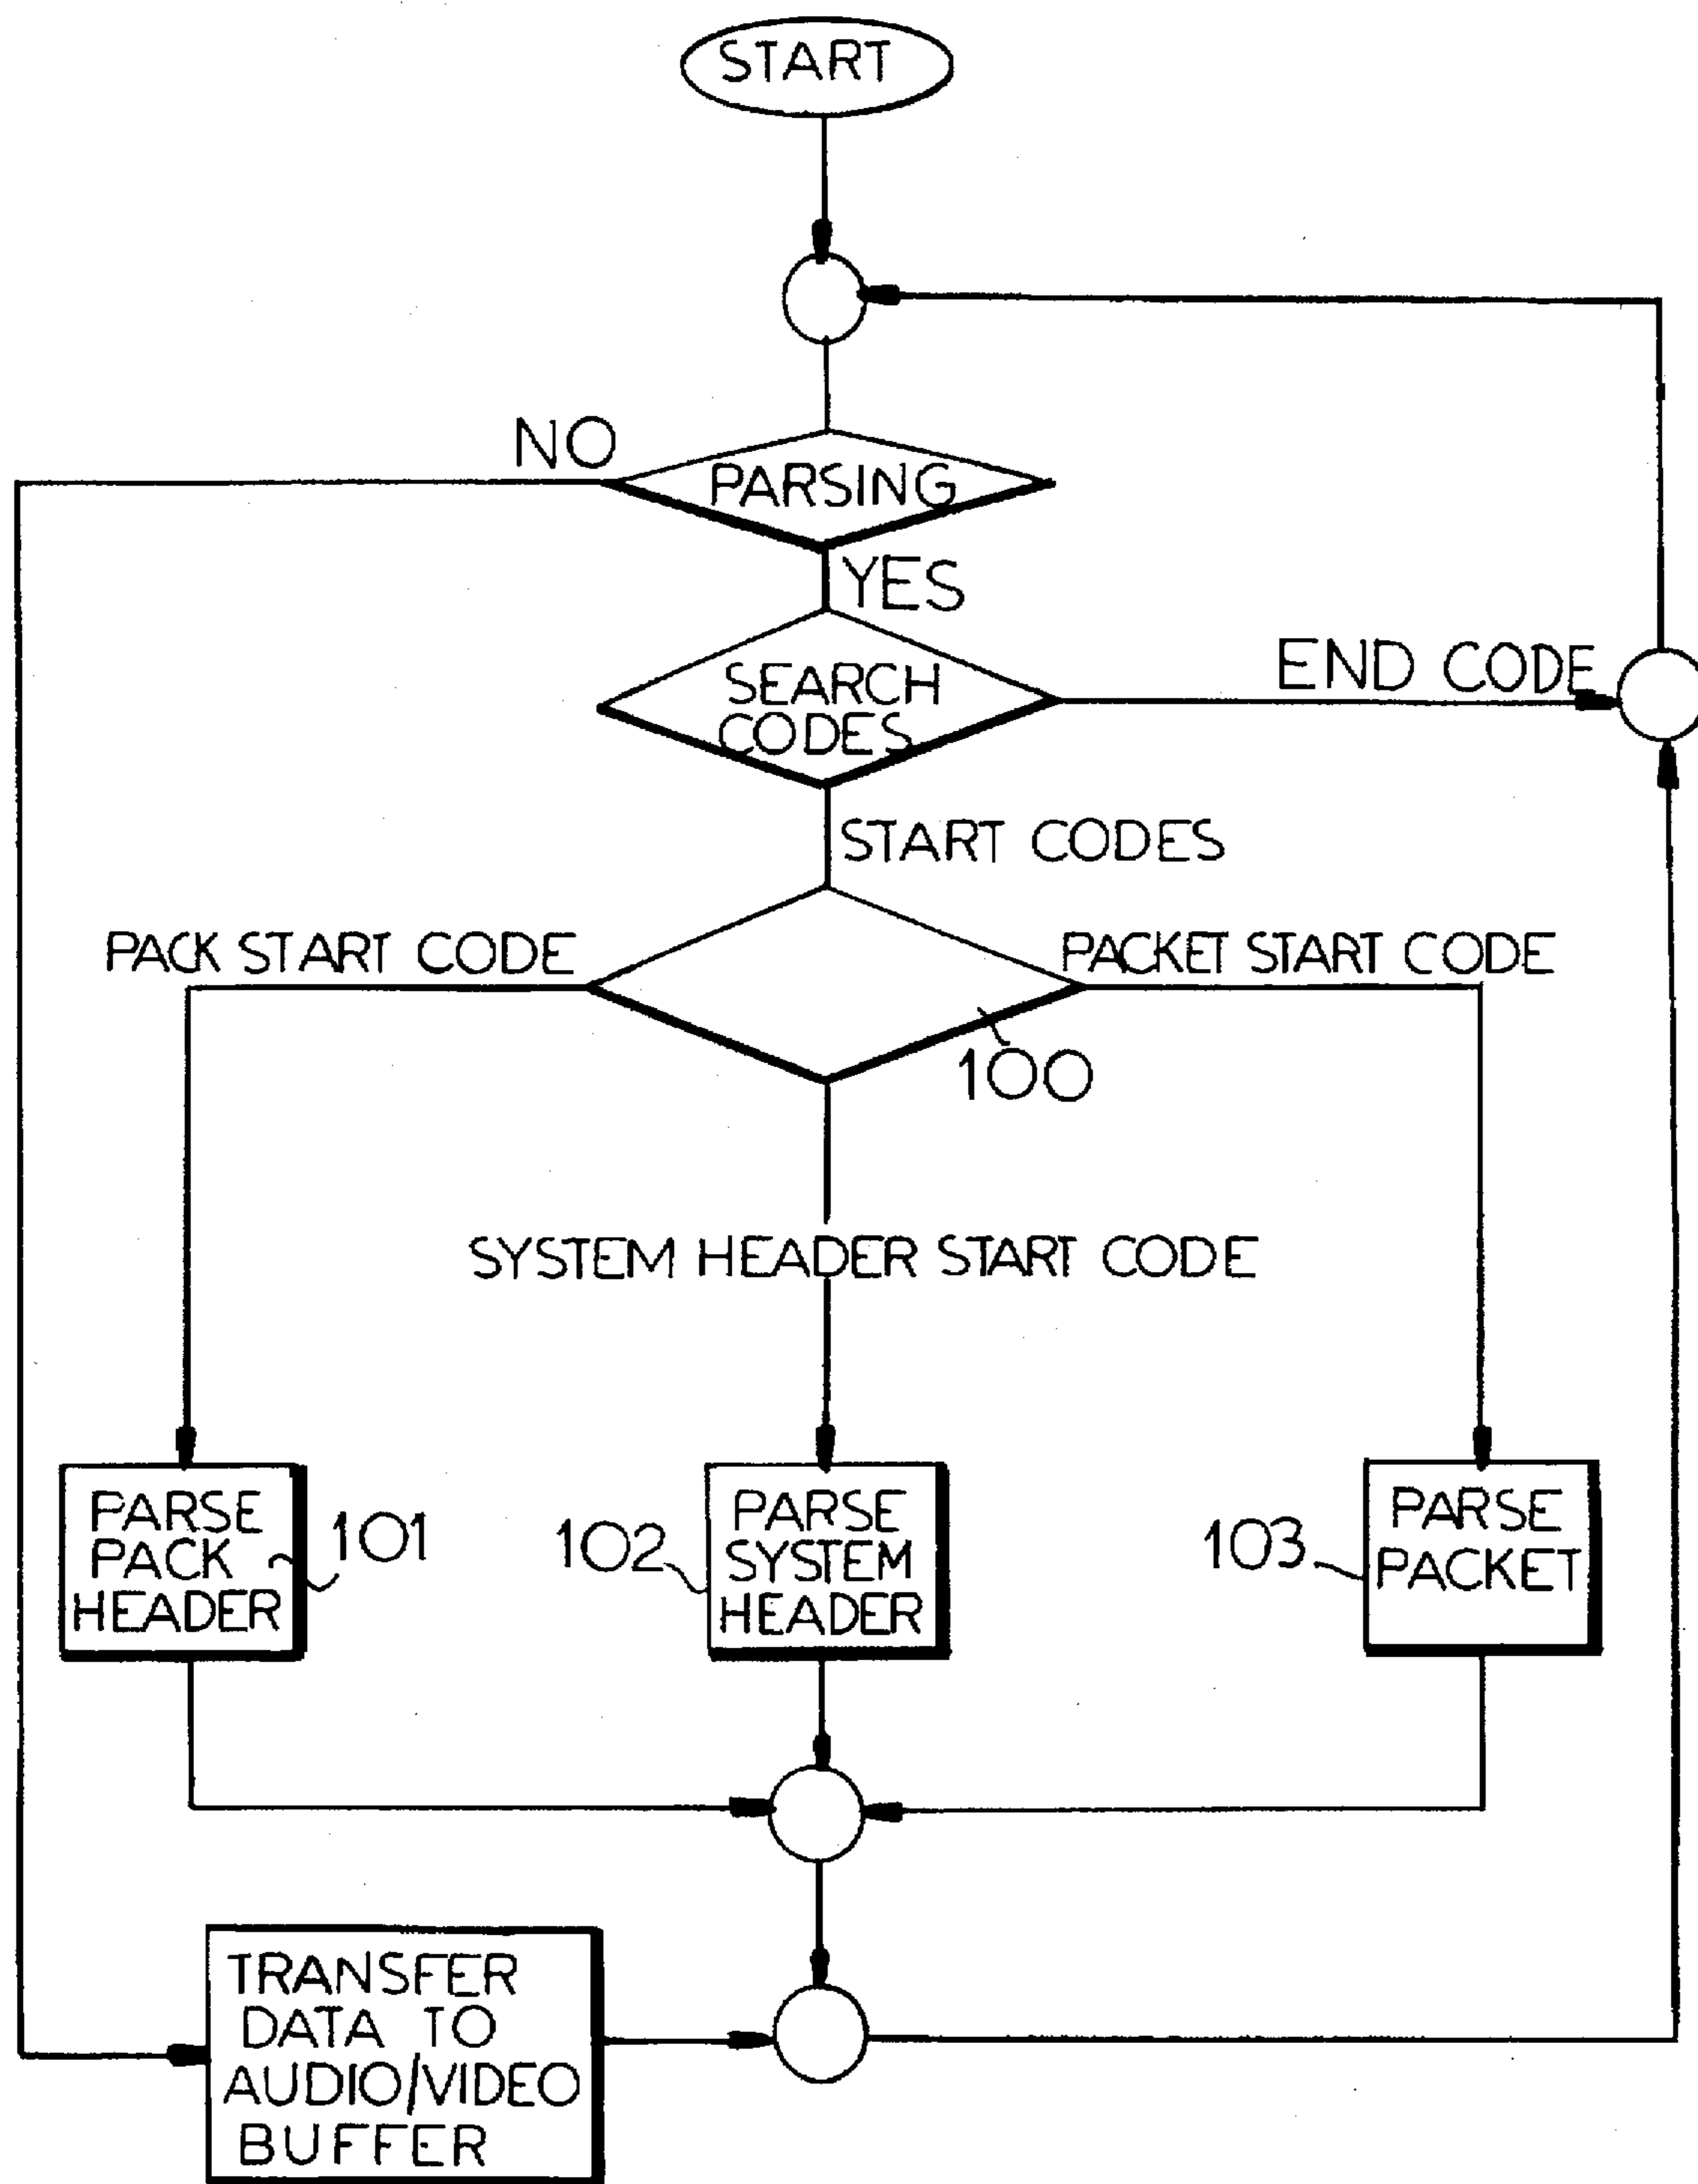 START
NO
PARSING
YES
SEARCH
CODES
END CODE
START CODES
PACK START CODE
PACKET START CODE
100
SYSTEM HEADER START CODE
PARSE
PACK
HEADER
101
102
PARSE
SYSTEM
HEADER
103
PARSE
PACKET
TRANSFER
DATA TO
AUDIO/VIDEO
BUFFER